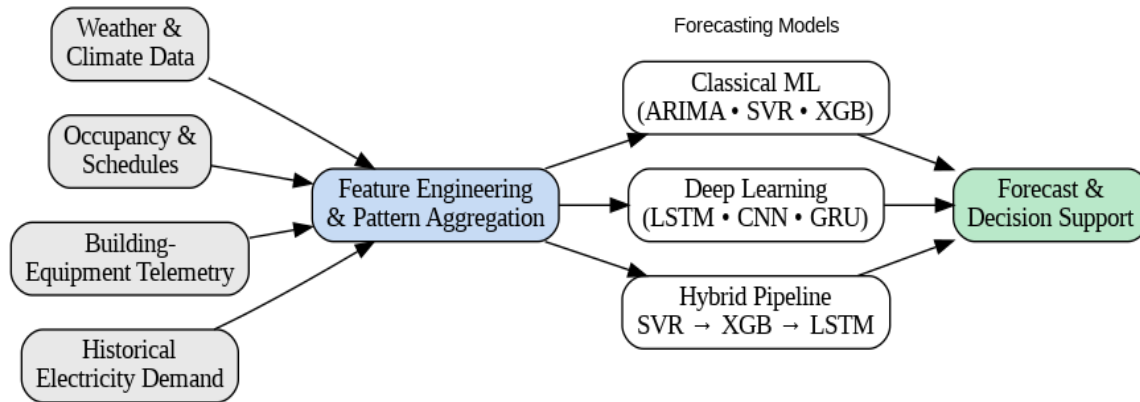 Weather &
Climate Data
Occupancy &
Schedules
Building-
Equipment Telemetry
Historical
Electricity Demand
Feature Engineering
& Pattern Aggregation
Forecasting Models
Classical ML
(ARIMA • SVR • XGB)
Deep Learning
(LSTM • CNN • GRU)
Hybrid Pipeline
SVR → XGB → LSTM
Forecast &
Decision Support